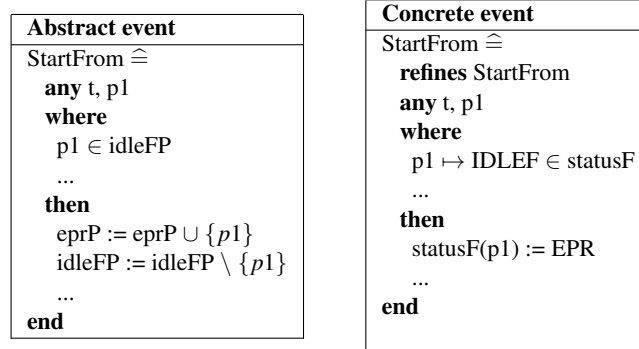 Abstract event
StartFrom ≙
any t, p1
where
p1 ∈ idleFP
...
then
eprP := eprP ∪ {p1}
idleFP := idleFP \ {p1}
...
end
Concrete event
StartFrom ≙
refines StartFrom
any t, p1
where
p1 ↦ IDLEF ∈ statusF
...
then
statusF(p1) := EPR
...
end